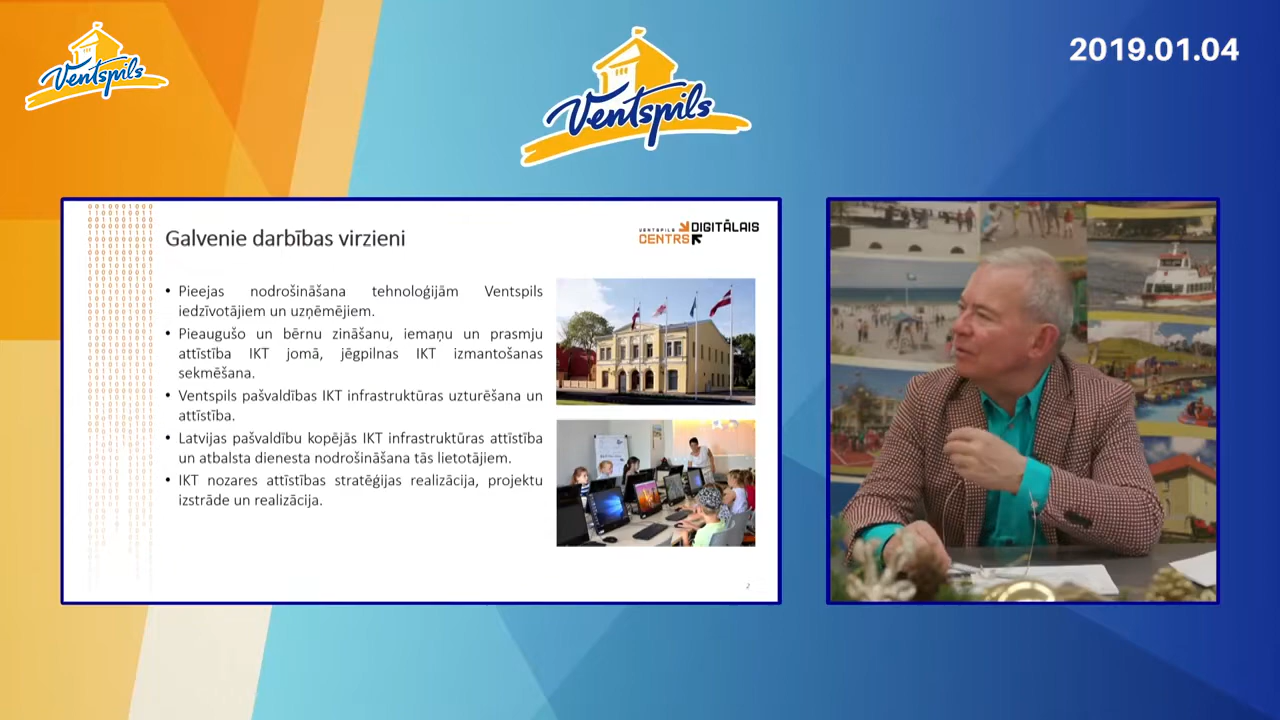 Ventspils
Ventspils
2019.01.04
Galvenie darbības virzieni
VENTSPILS DIGITĀLAIS
CENTRS
• Pieejas nodrošināšana tehnoloģijām Ventspils
iedzīvotājiem un uzņēmējiem.
• Pieaugušo un bērnu zināšanu, iemaņu un prasmju
attīstība IKT jomā, jēgpilnas IKT izmantošanas
sekmēšana.
• Ventspils pašvaldības IKT infrastruktūras uzturēšana un
attīstība.
• Latvijas pašvaldību kopējās IKT infrastruktūras attīstība
un atbalsta dienesta nodrošināšana tās lietotājiem.
• IKT nozares attīstības stratēģijas realizācija, projektu
izstrāde un realizācija.
2